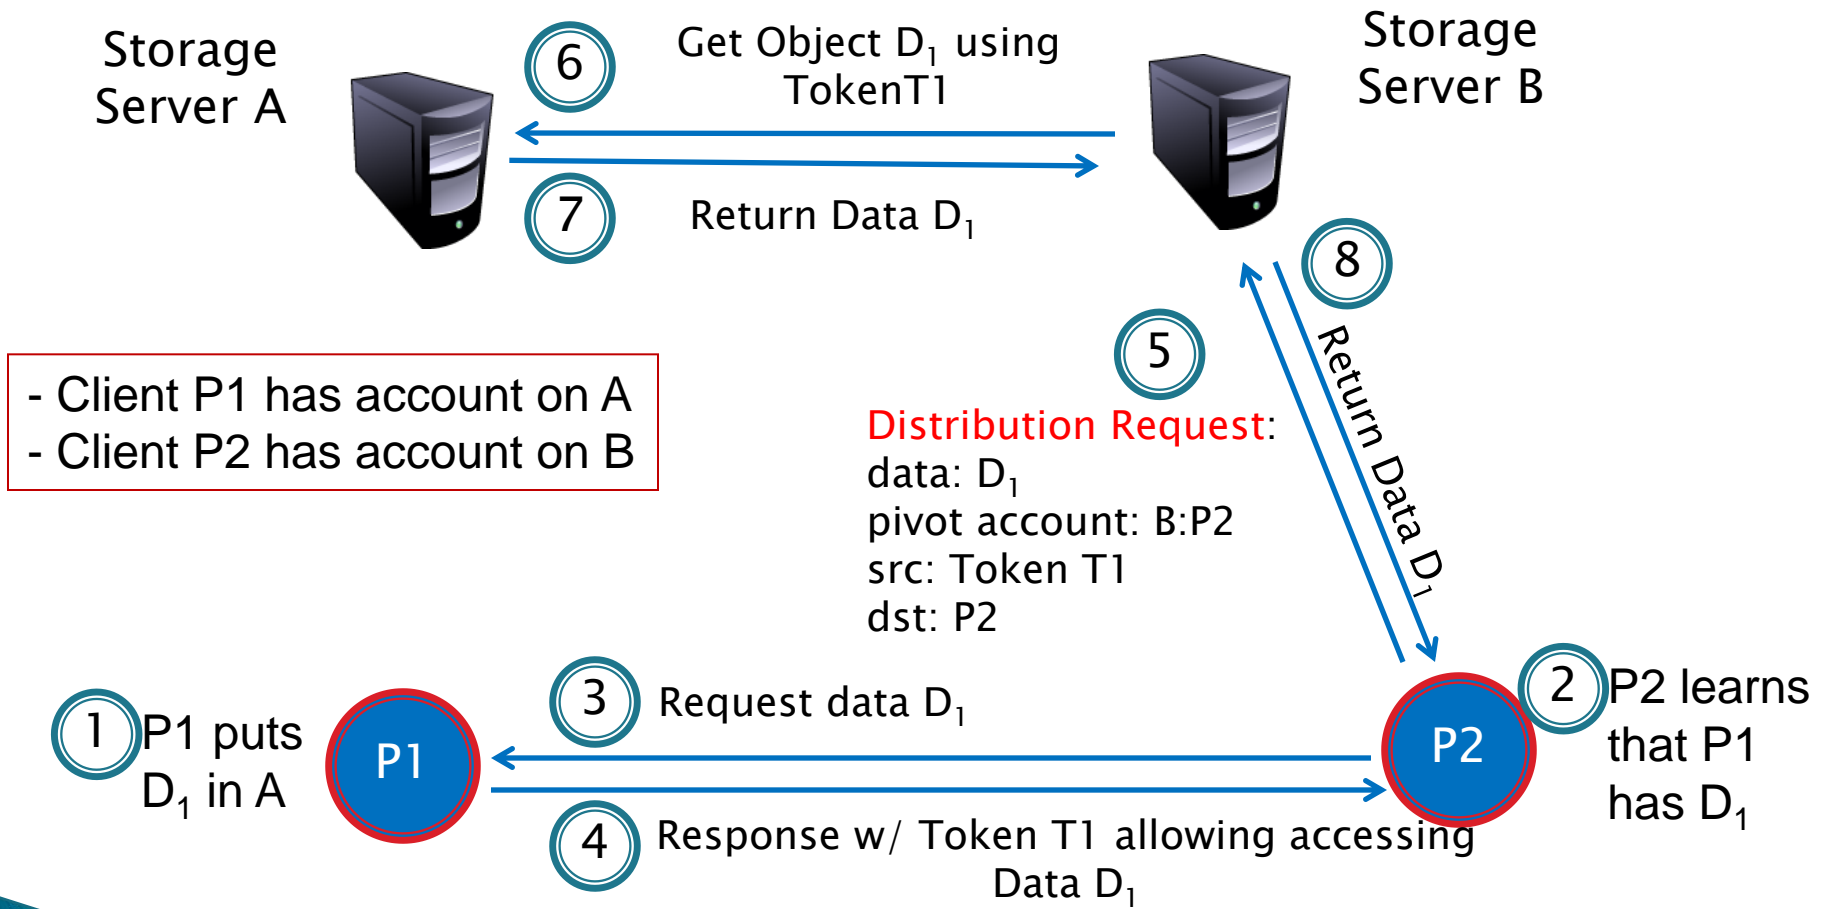 Storage
Server A
6
Get Object D₁ using
TokenT1
Storage
Server B
7
Return Data D₁
8
Return Data D₁
5
Distribution Request:
data: D₁
pivot account: B:P2
src: Token T1
dst: P2
- Client P1 has account on A
- Client P2 has account on B
1
P1 puts
D₁ in A
P1
3
Request data D₁
4
Response w/ Token T1 allowing accessing
Data D₁
P2
2
P2 learns
that P1
has D₁